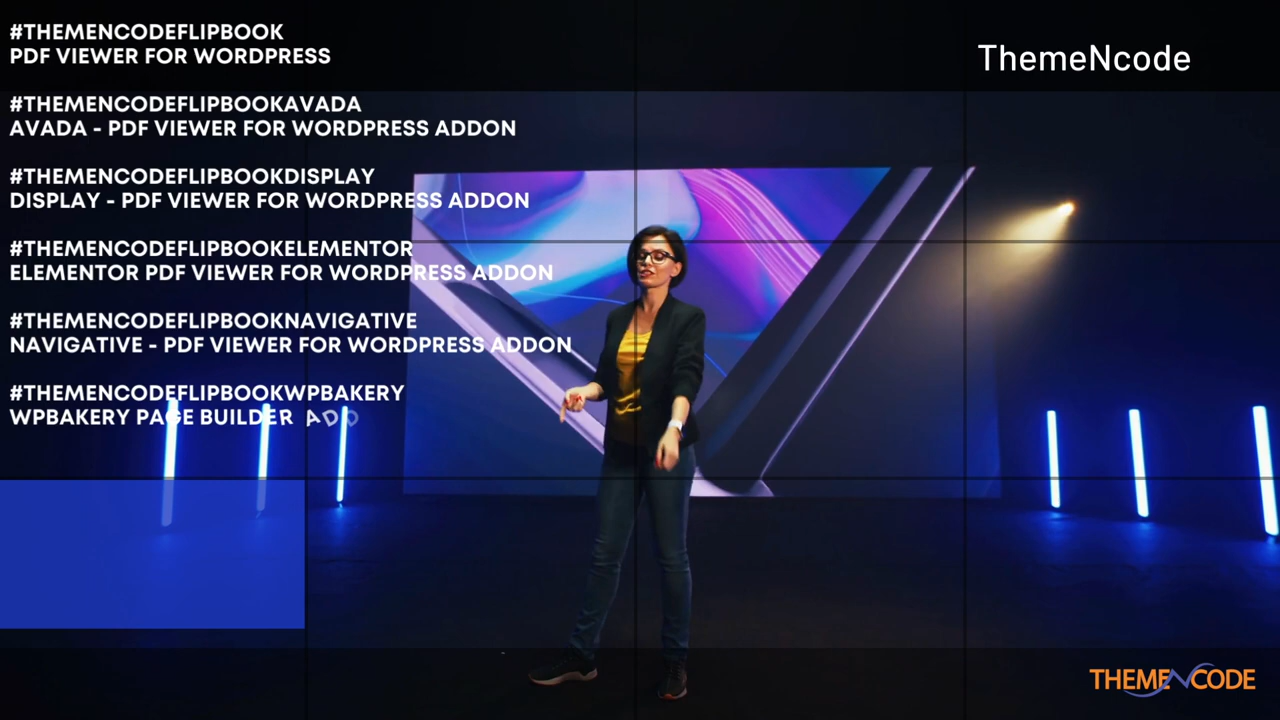 #THEMENCODEFLIPBOOK
PDF VIEWER FOR WORDPRESS
#THEMENCODEFLIPBOOKAVADA
AVADA - PDF VIEWER FOR WORDPRESS ADDON
#THEMENCODEFLIPBOOKDISPLAY
DISPLAY - PDF VIEWER FOR WORDPRESS ADDON
#THEMENCODEFLIPBOOKELEMENTOR
ELEMENTOR PDF VIEWER FOR WORDPRESS ADDON
#THEMENCODEFLIPBOOKNAVIGATIVE
NAVIGATIVE - PDF VIEWER FOR WORDPRESS ADDON
#THEMENCODEFLIPBOOKWPBAKERY
WPBAKERY PAGE BUILDER ADD
ThemeNcode
THEMENCODE